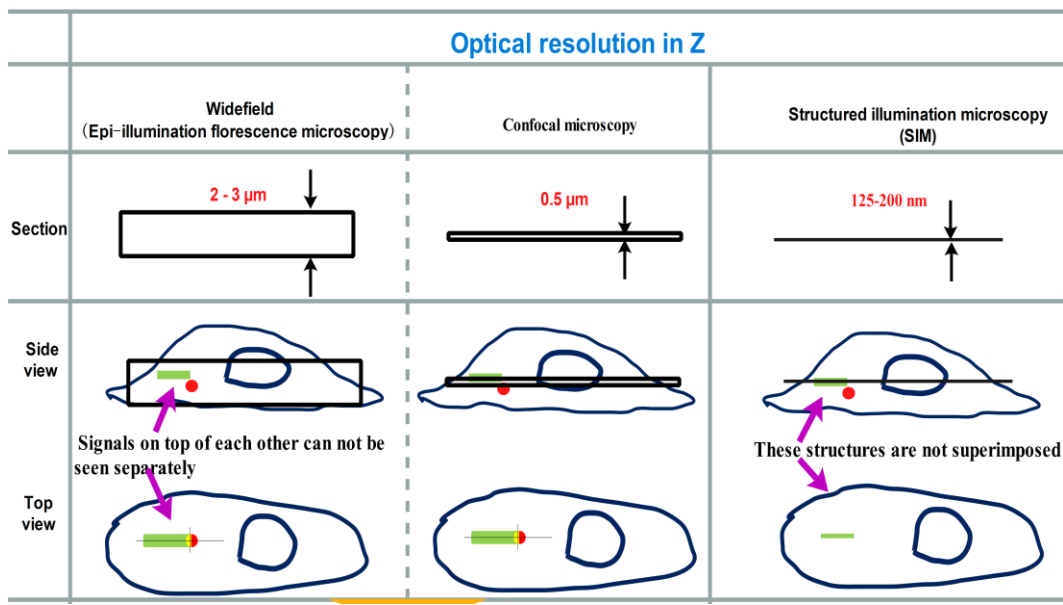 Optical resolution in Z
Widefield
(Epi-illumination florescence microscopy)
Confocal microscopy
Structured illumination microscopy
(SIM)
Section
2 - 3 µm
0.5 µm
125-200 nm
Side
view
Signals on top of each other can not be
seen separately
These structures are not superimposed
Top
view